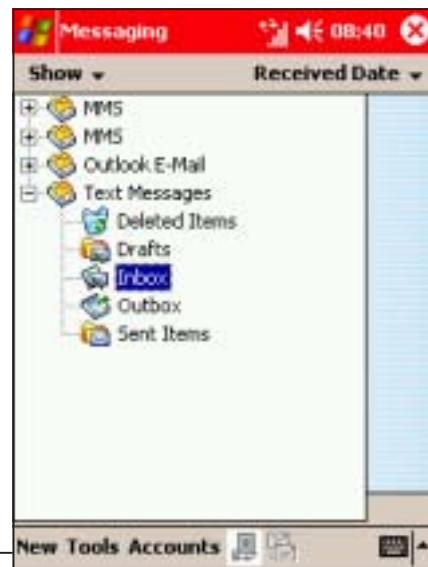 Messaging 08:40
Show Received Date
MMS
MMS
Outlook E-Mail
Text Messages
Deleted Items
Drafts
Inbox
Outbox
Sent Items
New Tools Accounts